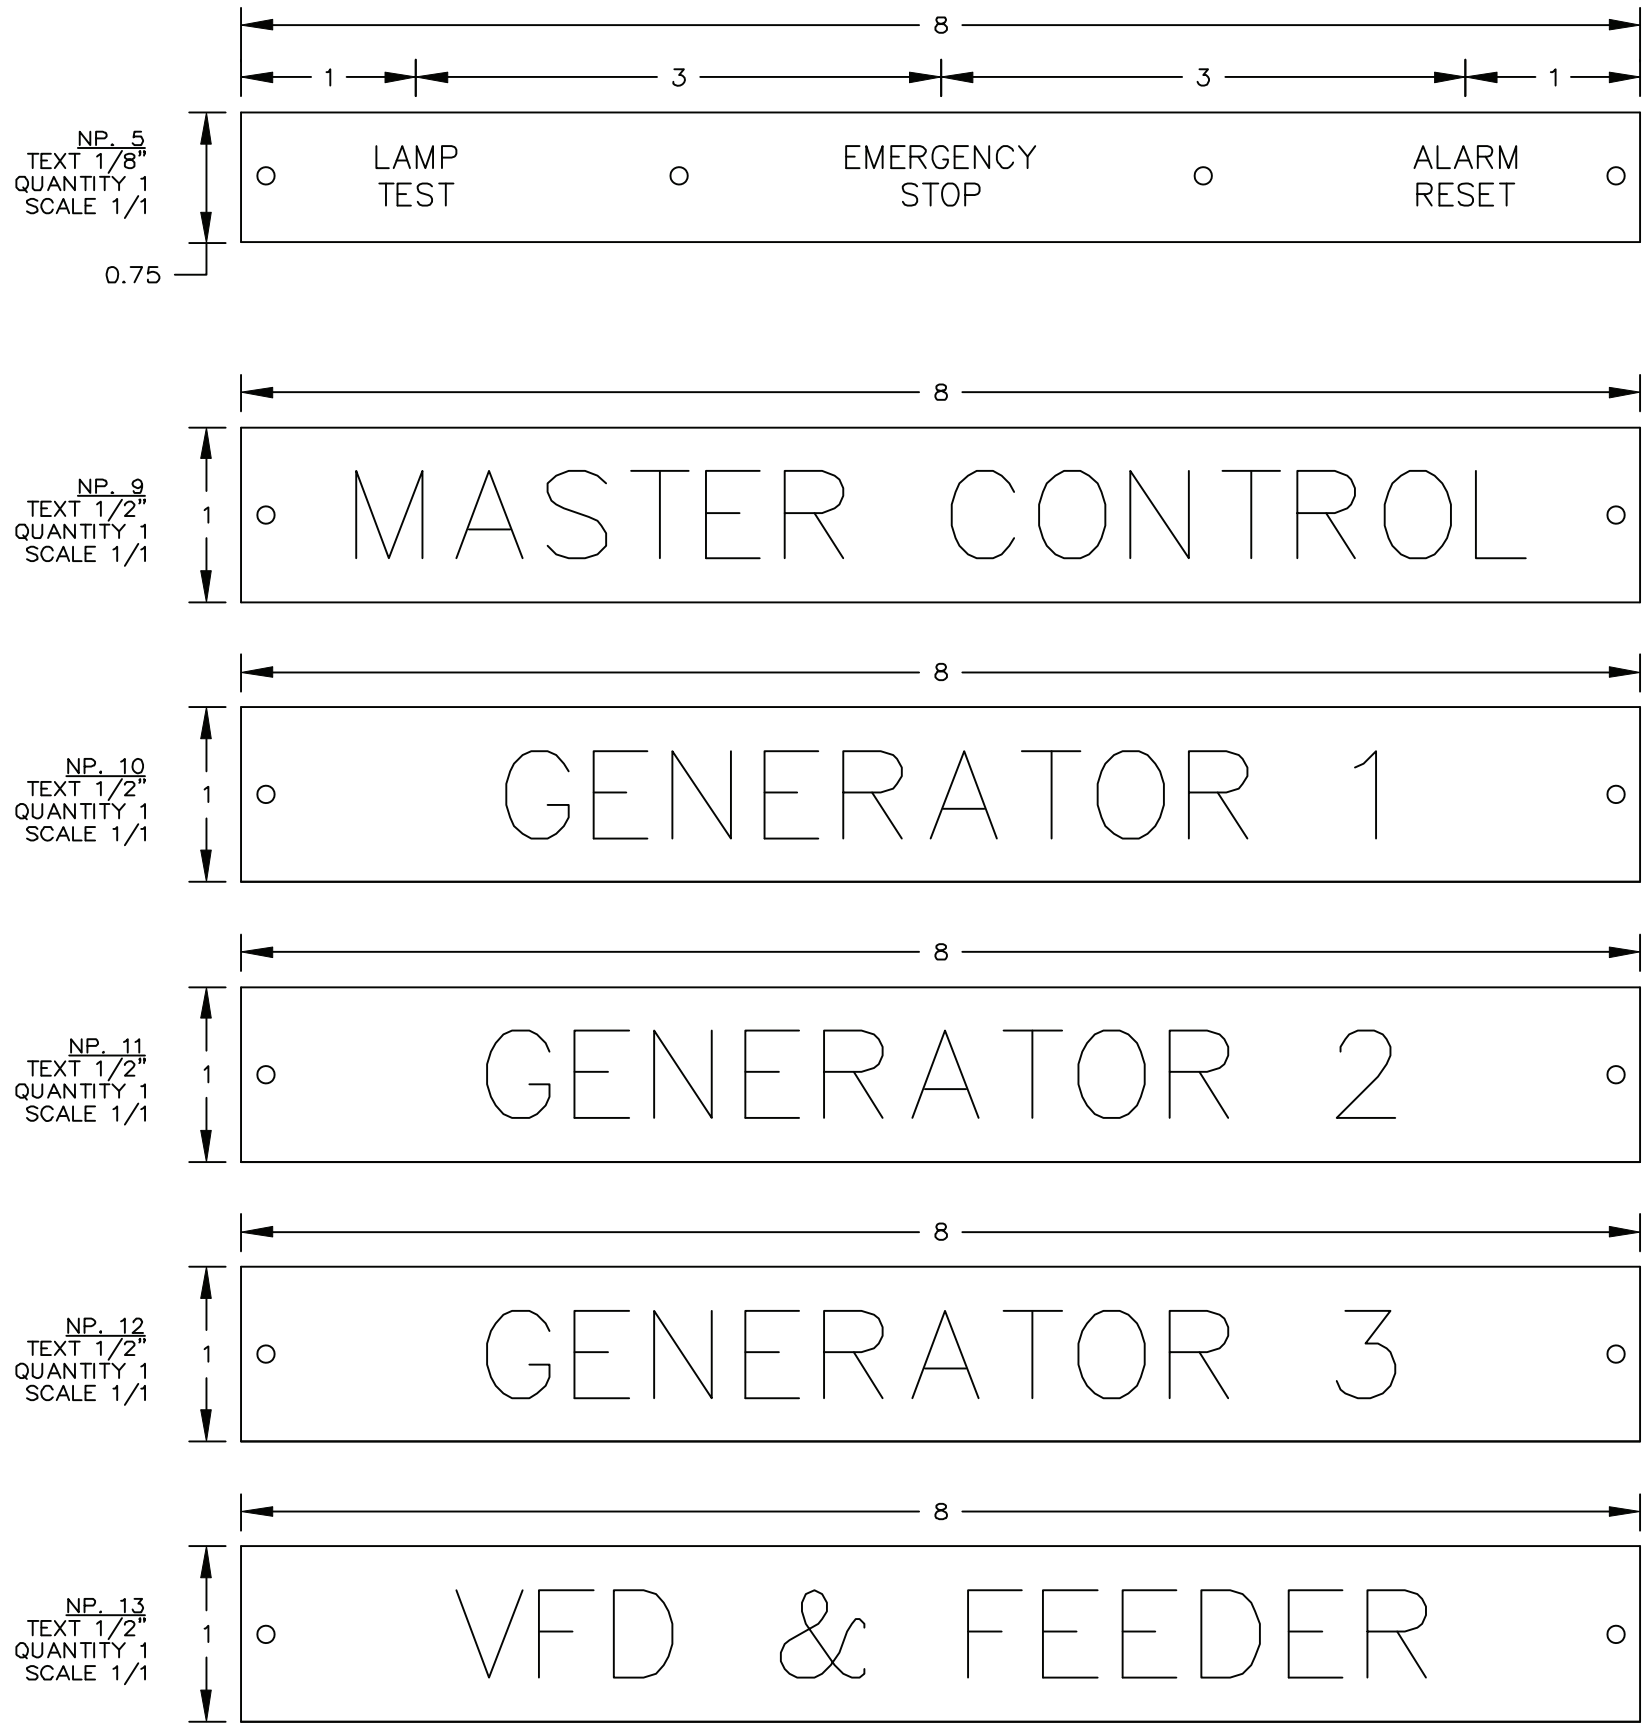 8
1 3 3 1
NP. 5
TEXT 1/8"
QUANTITY 1
SCALE 1/1
0.75
LAMP
TEST
EMERGENCY
STOP
ALARM
RESET
8
NP. 9
TEXT 1/2"
QUANTITY 1
SCALE 1/1
1
MASTER CONTROL
8
NP. 10
TEXT 1/2"
QUANTITY 1
SCALE 1/1
1
GENERATOR 1
8
NP. 11
TEXT 1/2"
QUANTITY 1
SCALE 1/1
1
GENERATOR 2
8
NP. 12
TEXT 1/2"
QUANTITY 1
SCALE 1/1
1
GENERATOR 3
8
NP. 13
TEXT 1/2"
QUANTITY 1
SCALE 1/1
1
VFD & FEEDER